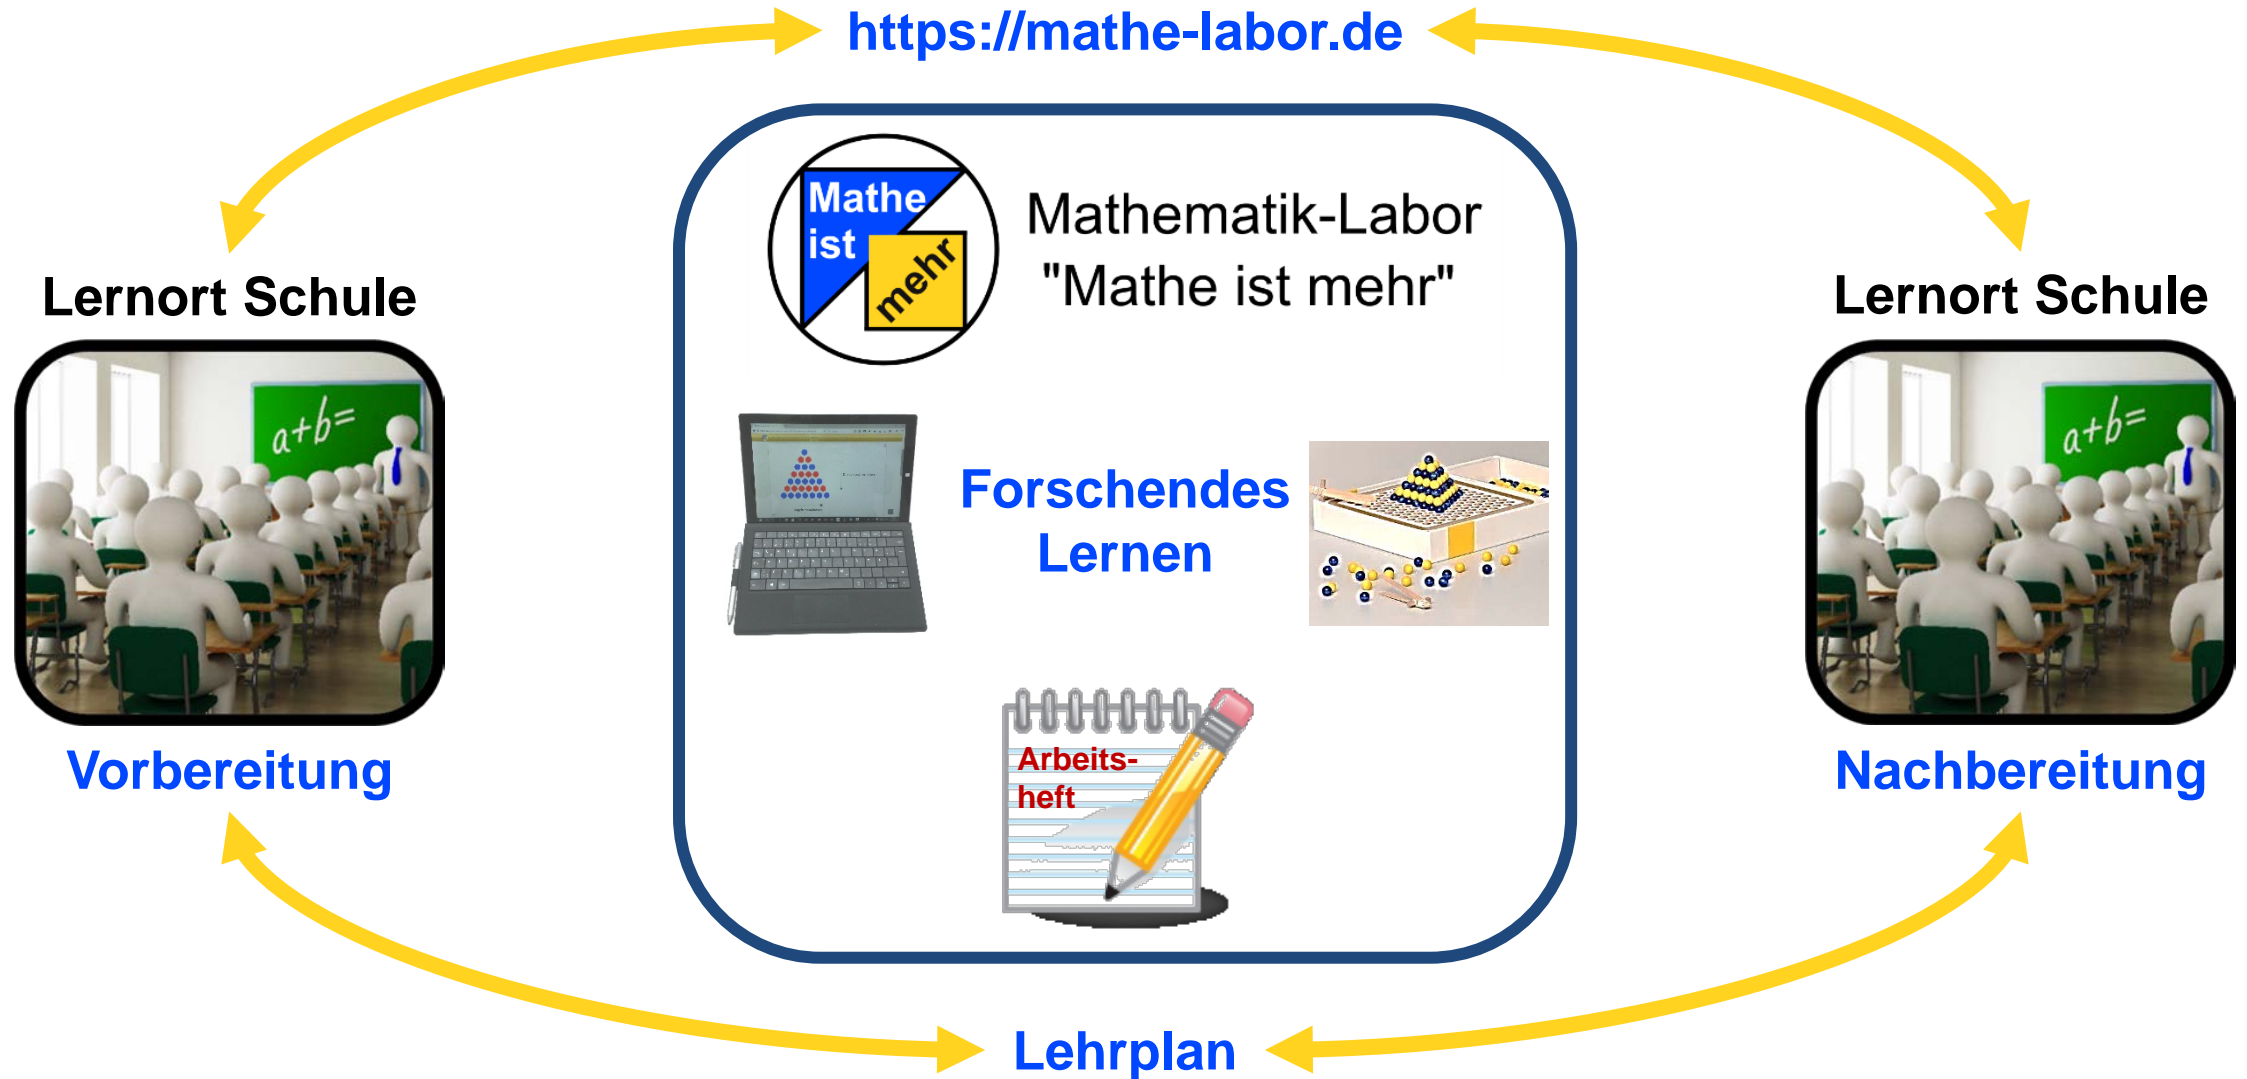 https://mathe-labor.de
Mathe
ist
mehr
Mathematik-Labor
"Mathe ist mehr"
Lernort Schule
a+b=
Vorbereitung
Forschendes
Lernen
Arbeits-
heft
Lernort Schule
a+b=
Nachbereitung
Lehrplan